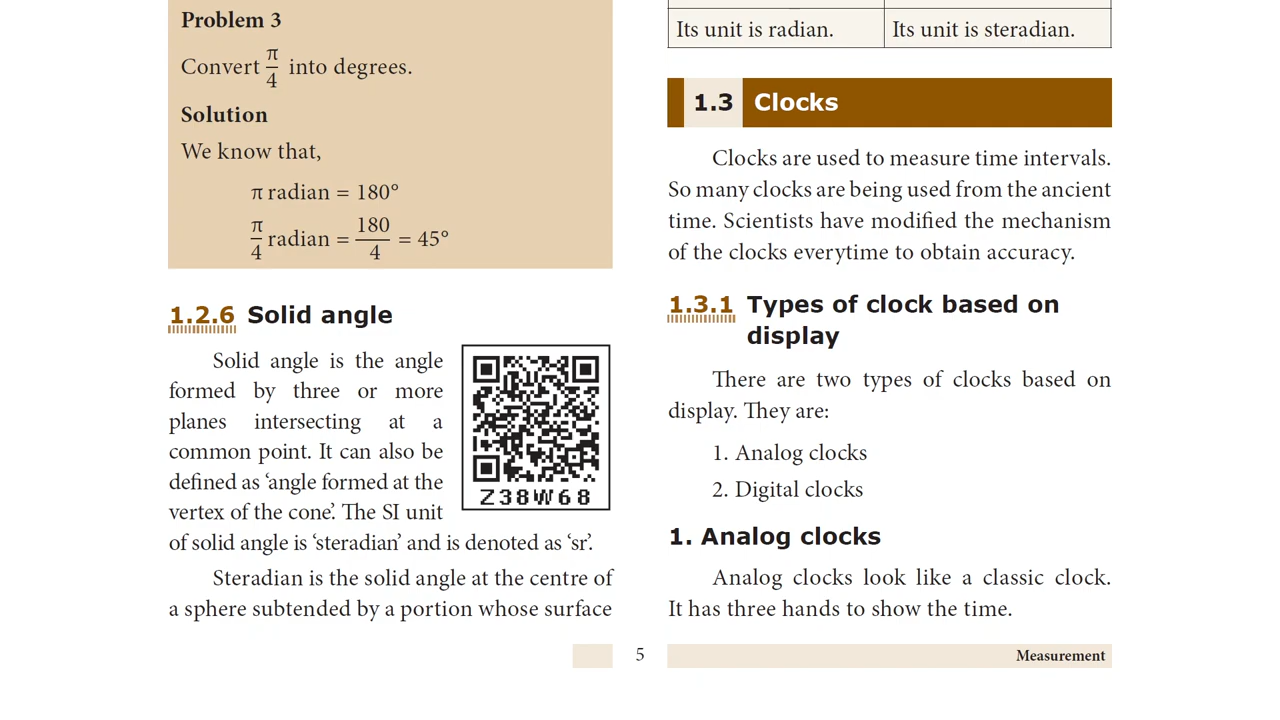 Problem 3
Convert π/4 into degrees.
Solution
We know that,
π radian = 180°
π/4 radian = 180/4 = 45°
1.2.6 Solid angle
Solid angle is the angle
formed by three or more
planes intersecting at a
common point. It can also be
defined as ‘angle formed at the
vertex of the cone’. The SI unit
of solid angle is ‘steradian’ and is denoted as ‘sr’.
Z38W68
Steradian is the solid angle at the centre of
a sphere subtended by a portion whose surface
Its unit is radian. Its unit is steradian.
1.3 Clocks
Clocks are used to measure time intervals.
So many clocks are being used from the ancient
time. Scientists have modified the mechanism
of the clocks everytime to obtain accuracy.
1.3.1 Types of clock based on
display
There are two types of clocks based on
display. They are:
1. Analog clocks
2. Digital clocks
1. Analog clocks
Analog clocks look like a classic clock.
It has three hands to show the time.
5
Measurement